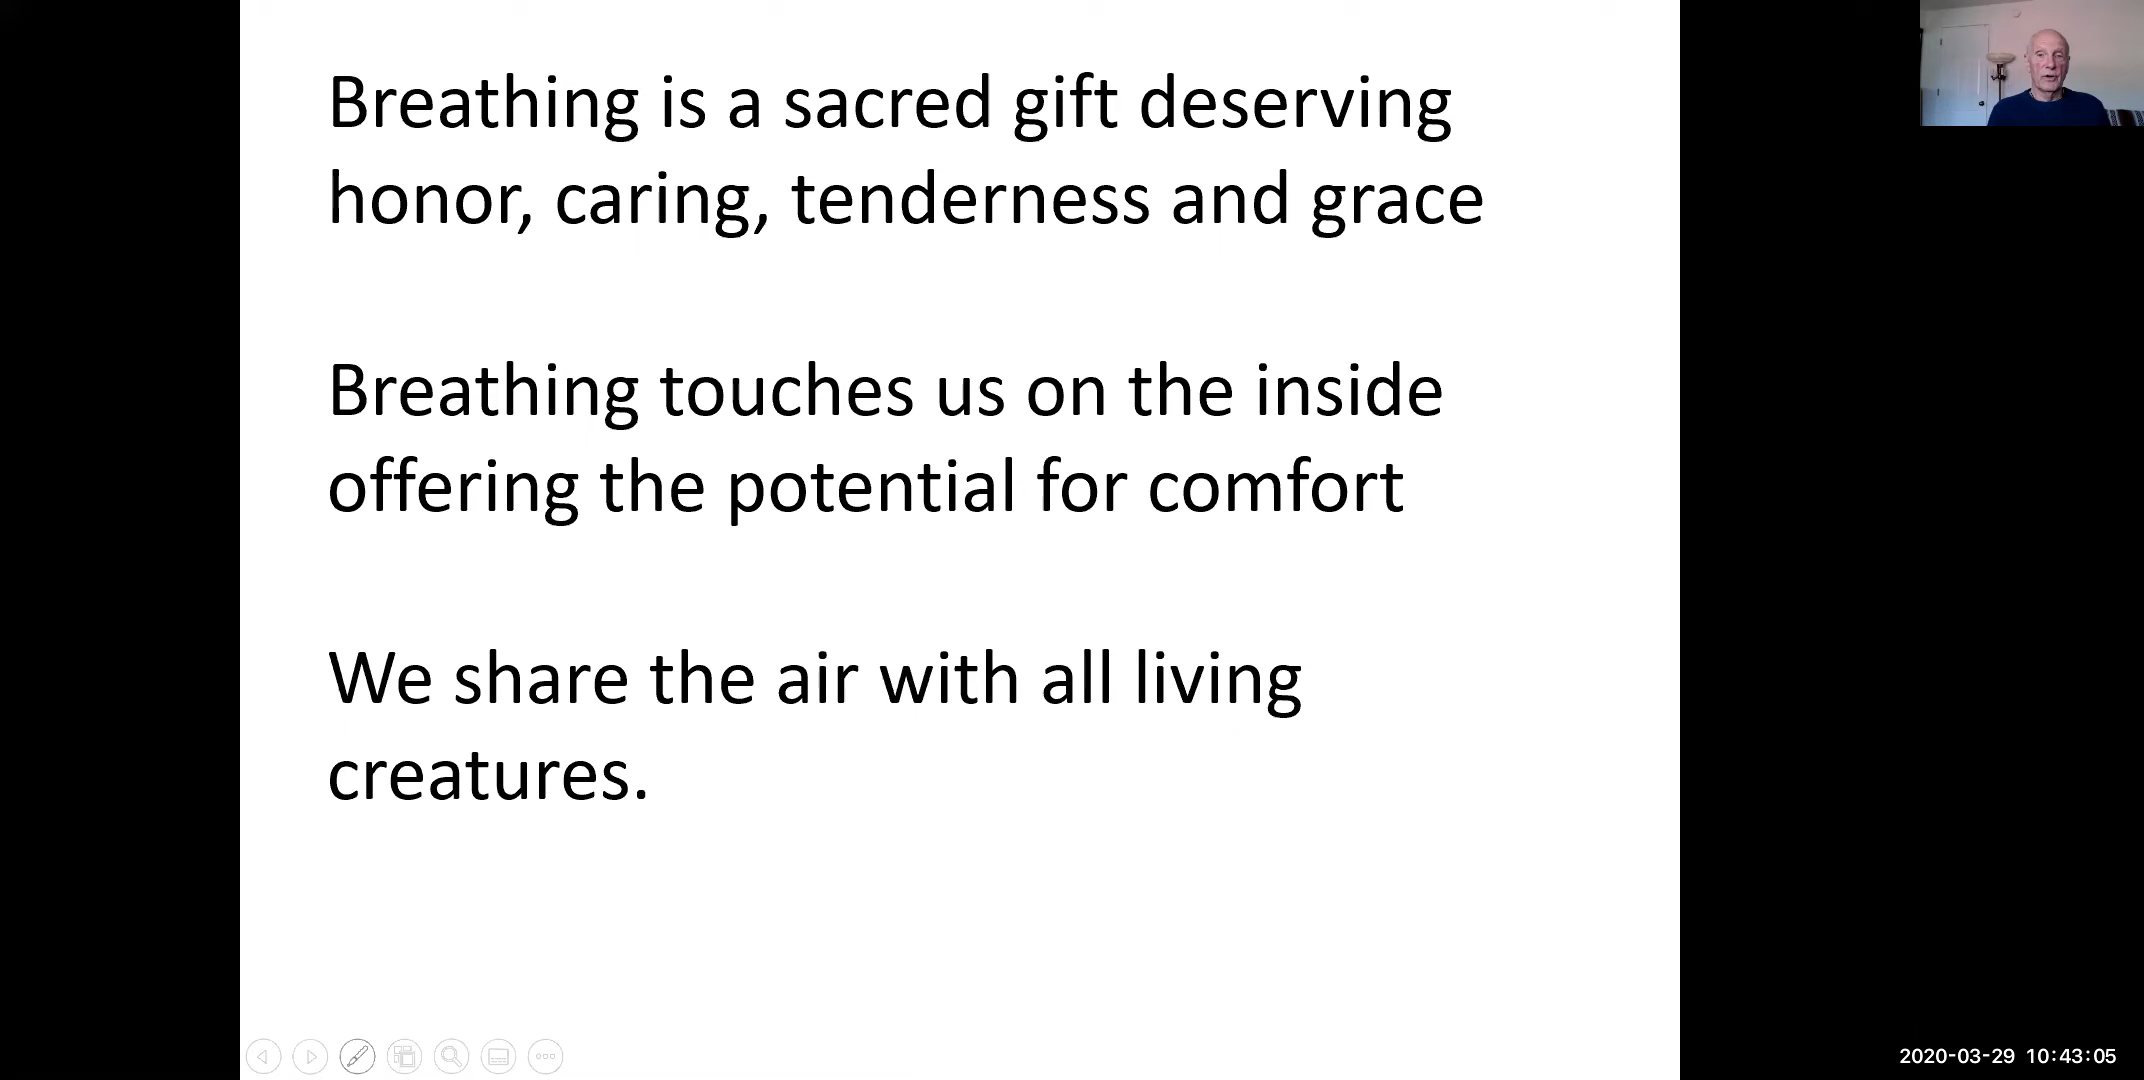 Breathing is a sacred gift deserving
honor, caring, tenderness and grace
Breathing touches us on the inside
offering the potential for comfort
We share the air with all living
creatures.
2020-03-29 10:43:05